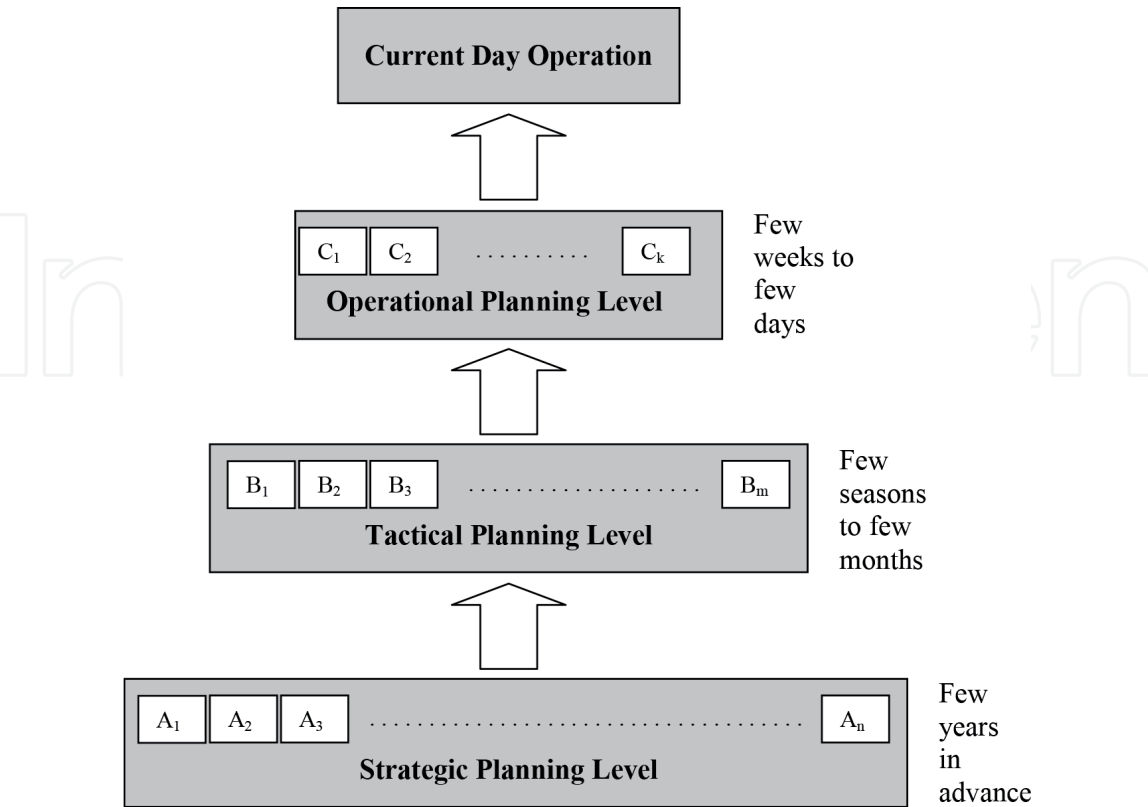 Current Day Operation
C₁ C₂ .......... Cₖ
Operational Planning Level
Few
weeks to
few
days
B₁ B₂ B₃ .................... Bₘ
Tactical Planning Level
Few
seasons
to few
months
A₁ A₂ A₃ ..................................... Aₙ
Strategic Planning Level
Few
years
in
advance